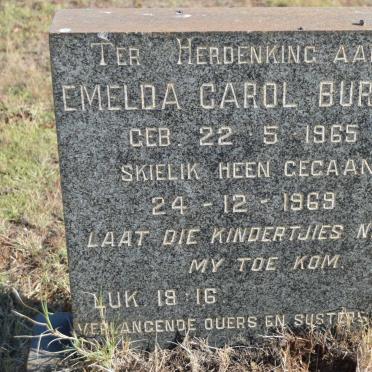 TER HERDENKING AA
EMELDA CAROL BUR
GEB. 22 - 5 - 1965
SKIELIK HEEN GEGAAN
24 - 12 - 1969
LAAT DIE KINDERTJIES N
MY TOE KOM.
LUK. 18 - 16
VERLANGENDE OUERS EN SUSTERS